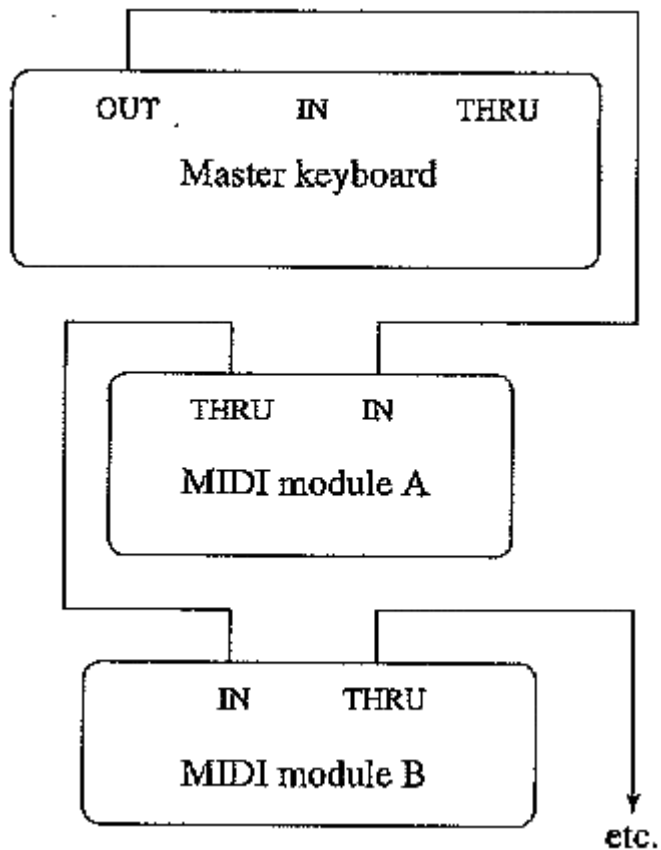 OUT IN THRU
Master keyboard
THRU IN
MIDI module A
IN THRU
MIDI module B
etc.